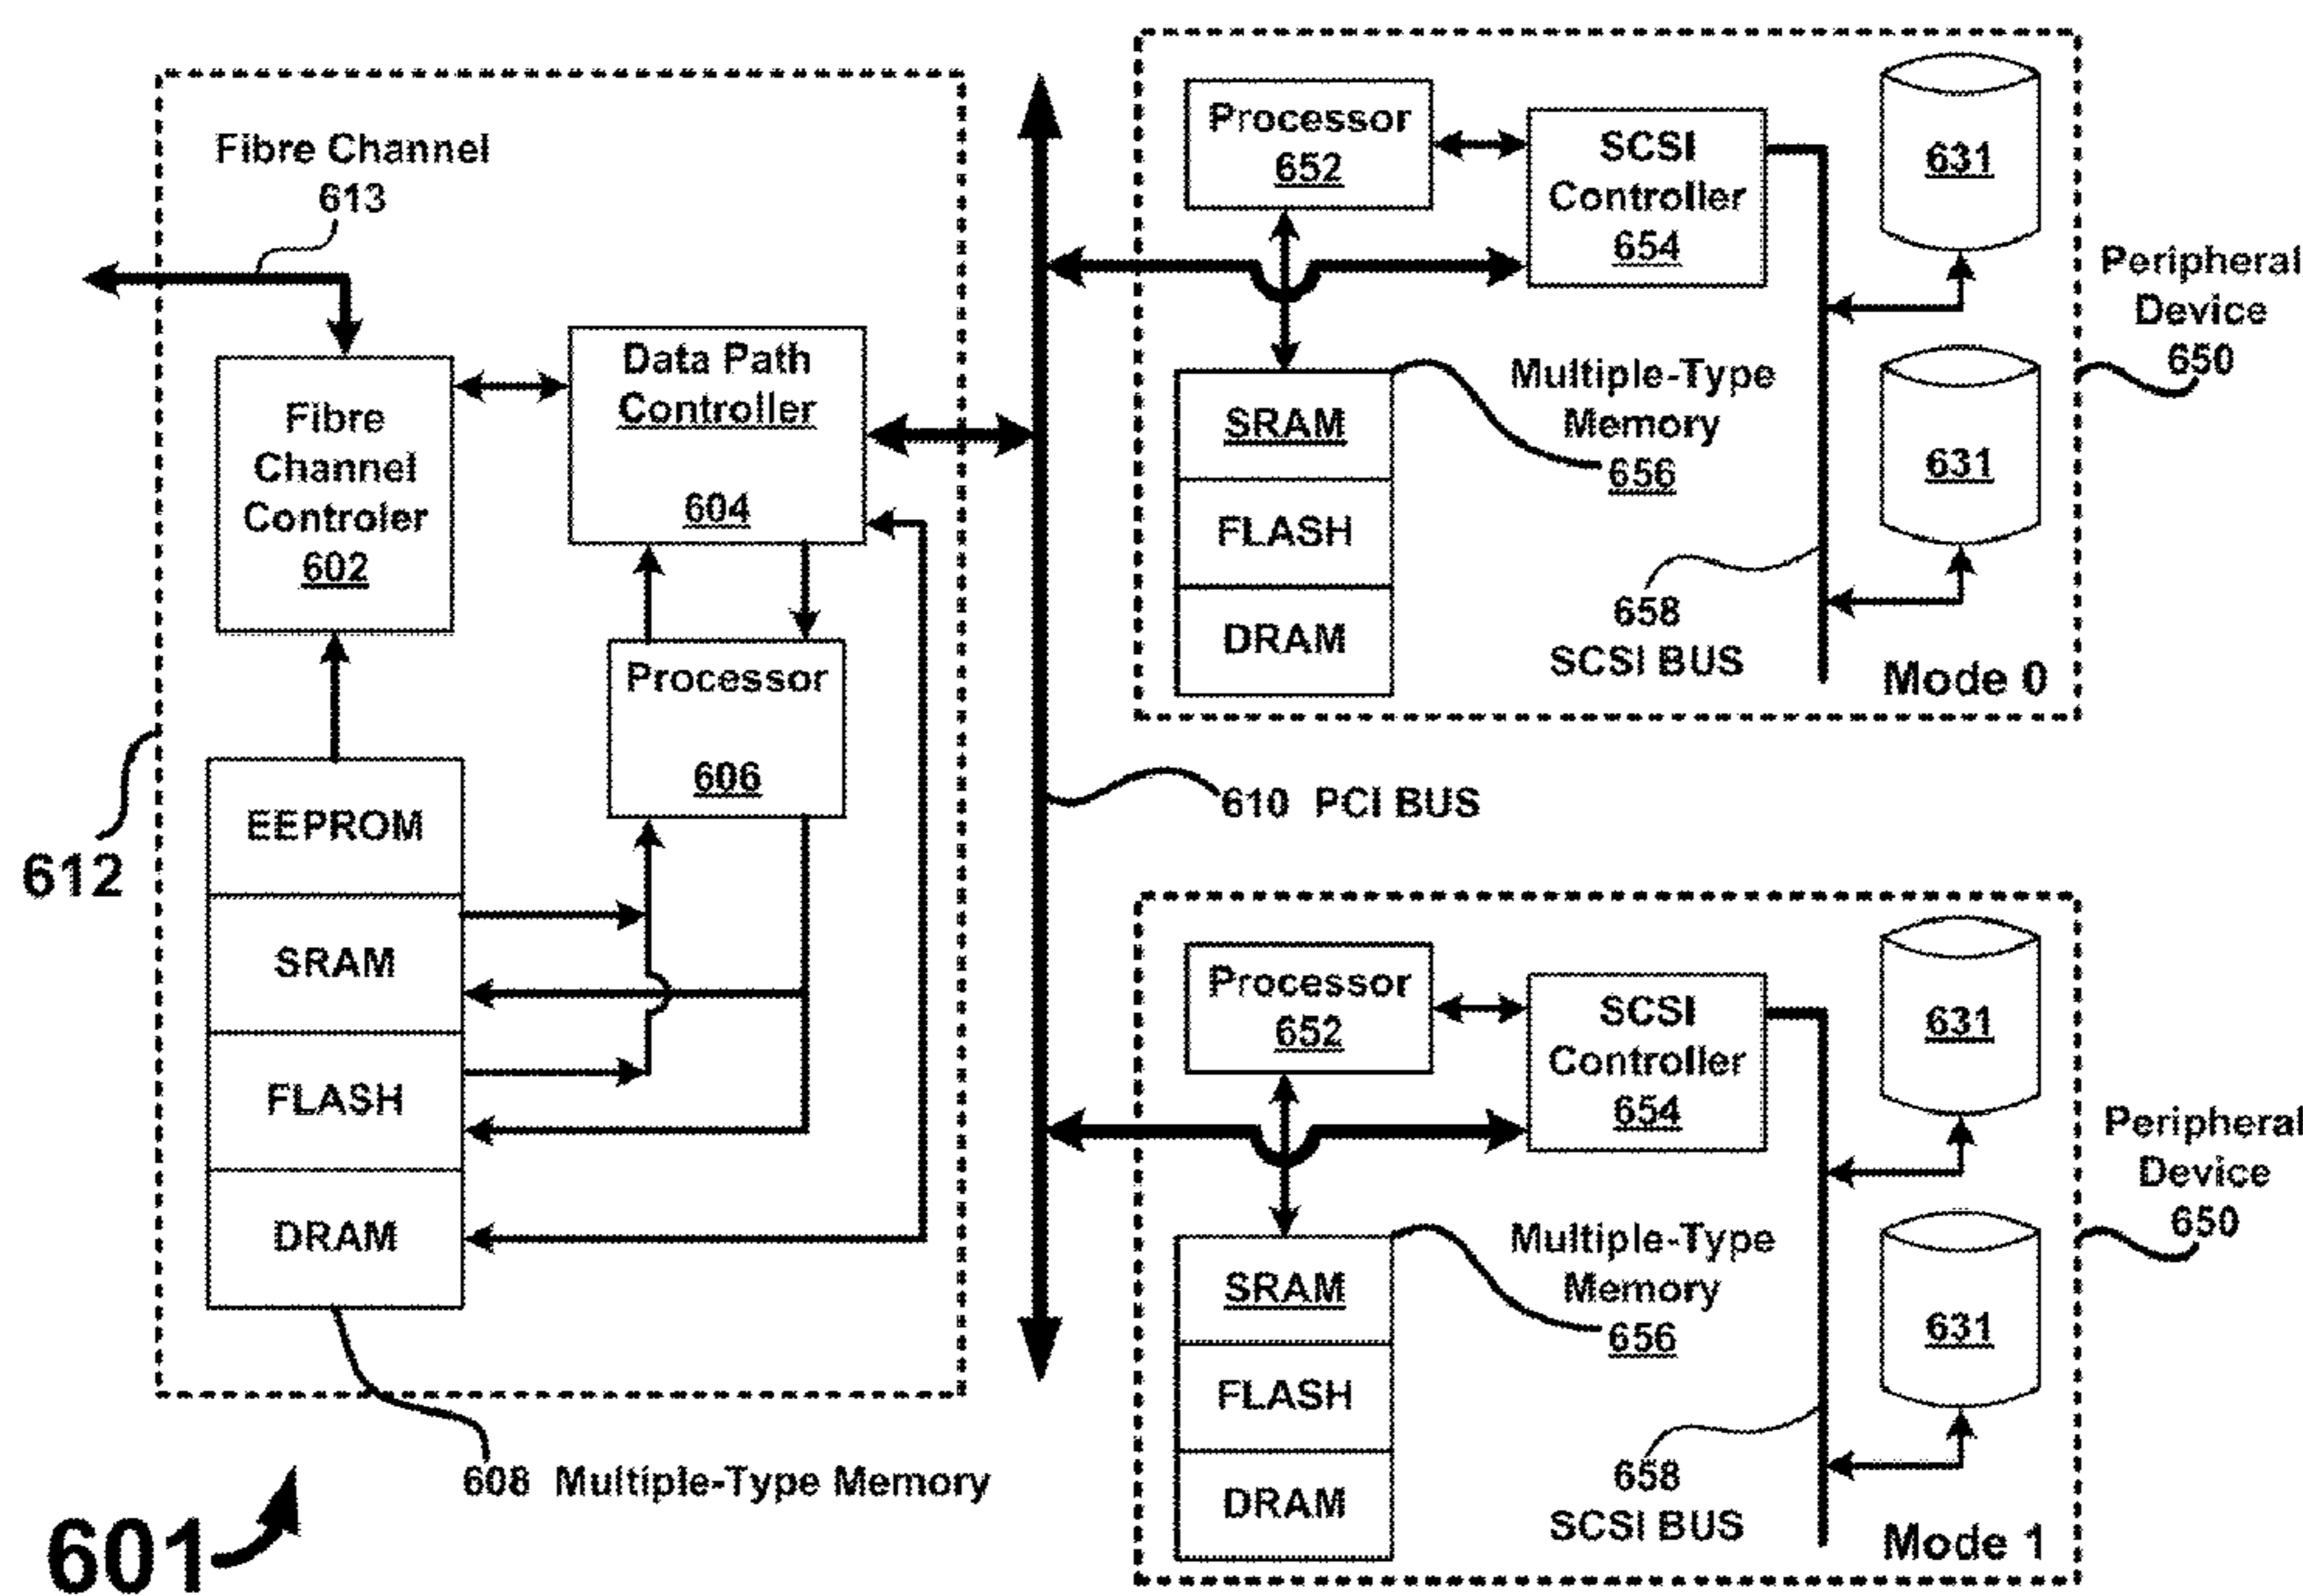 Fibre Channel
613
Fibre
Channel
Controler
602
Data Path
Controller
604
Processor
606
EEPROM
SRAM
FLASH
DRAM
612
608 Multiple-Type Memory
601
610 PCI BUS
Processor
652
SCSI
Controller
654
631
631
SRAM
FLASH
DRAM
Multiple-Type
Memory
656
658
SCSI BUS
Mode 0
Peripheral
Device
650
Processor
652
SCSI
Controller
654
631
631
SRAM
FLASH
DRAM
Multiple-Type
Memory
656
658
SCSI BUS
Mode 1
Peripheral
Device
650